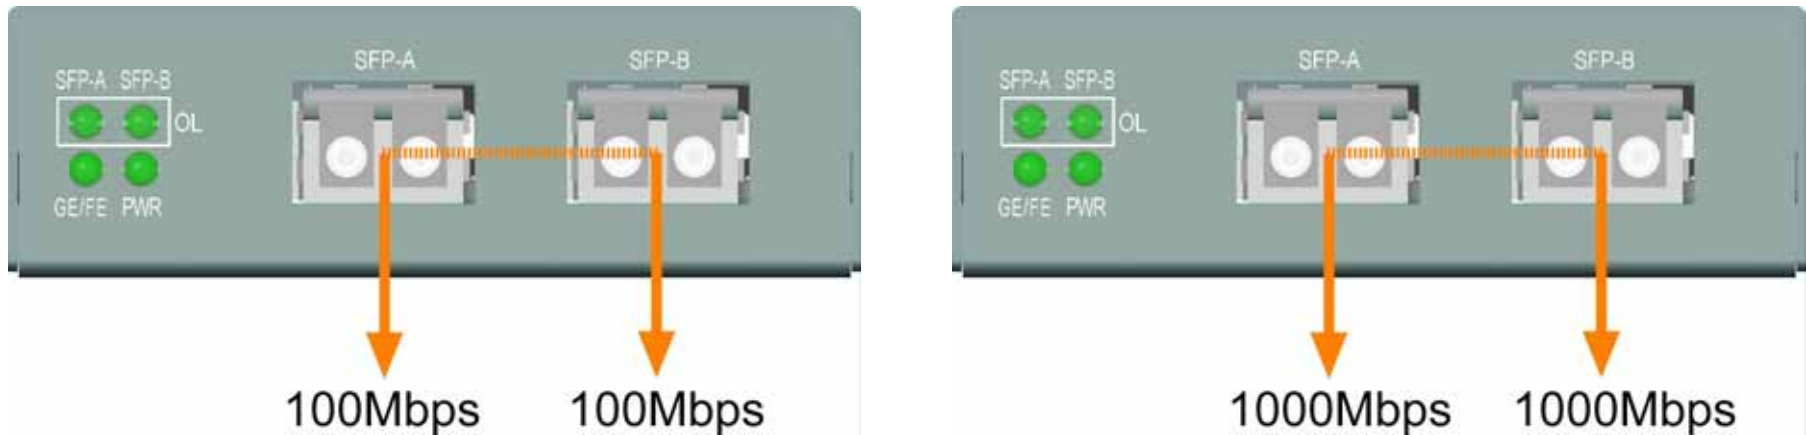 SFP-A SFP-B
SFP-A SFP-B
OL
GE/FE PWR
100Mbps 100Mbps
SFP-A SFP-B
SFP-A SFP-B
OL
GE/FE PWR
1000Mbps 1000Mbps